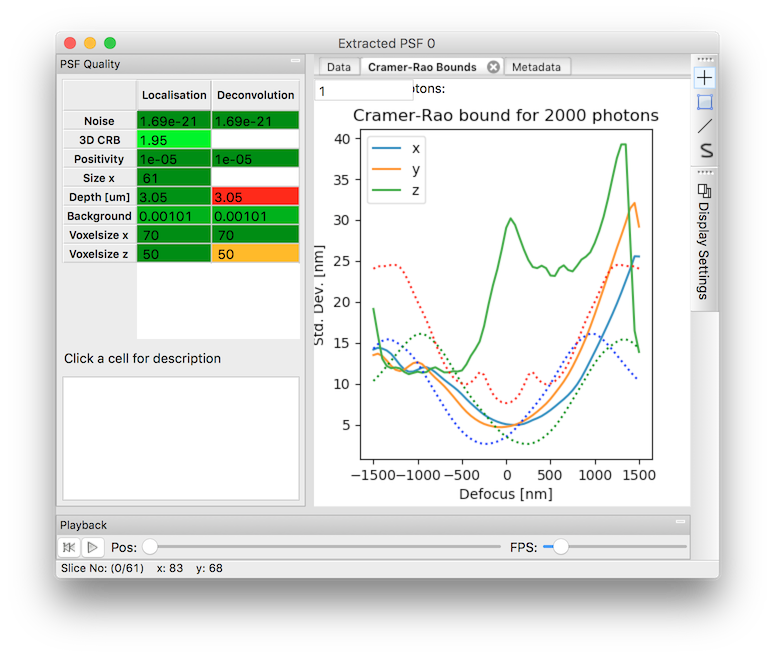 Extracted PSF 0
PSF Quality
Localisation Deconvolution
Noise 1.69e-21 1.69e-21
3D CRB 1.95
Positivity 1e-05 1e-05
Size x 61
Depth [um] 3.05 3.05
Background 0.00101 0.00101
Voxelsize x 70 70
Voxelsize z 50 50
Click a cell for description
Data Cramer-Rao Bounds Metadata
1 otons:
Cramer-Rao bound for 2000 photons
x
y
z
40
35
30
25
20
15
10
5
Std. Dev. [nm]
−1500 −1000 −500 0 500 1000 1500
Defocus [nm]
Display Settings
Playback
Pos: FPS:
Slice No: (0/61) x: 83 y: 68